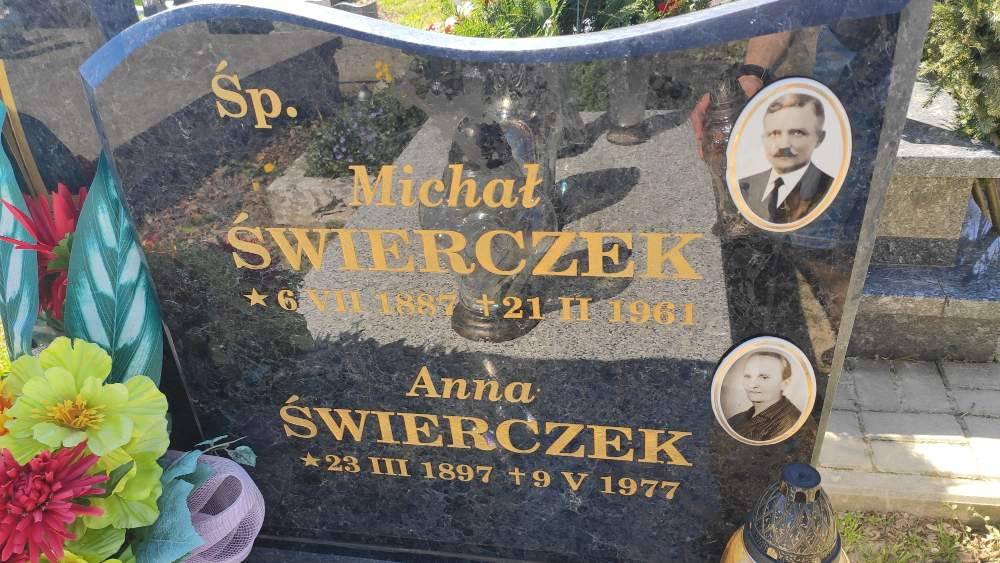 Śp.
Michał
ŚWIERCZEK
★ 6 VII 1887 ✝ 21 II 1961
Anna
ŚWIERCZEK
★ 23 III 1897 ✝ 9 V 1977